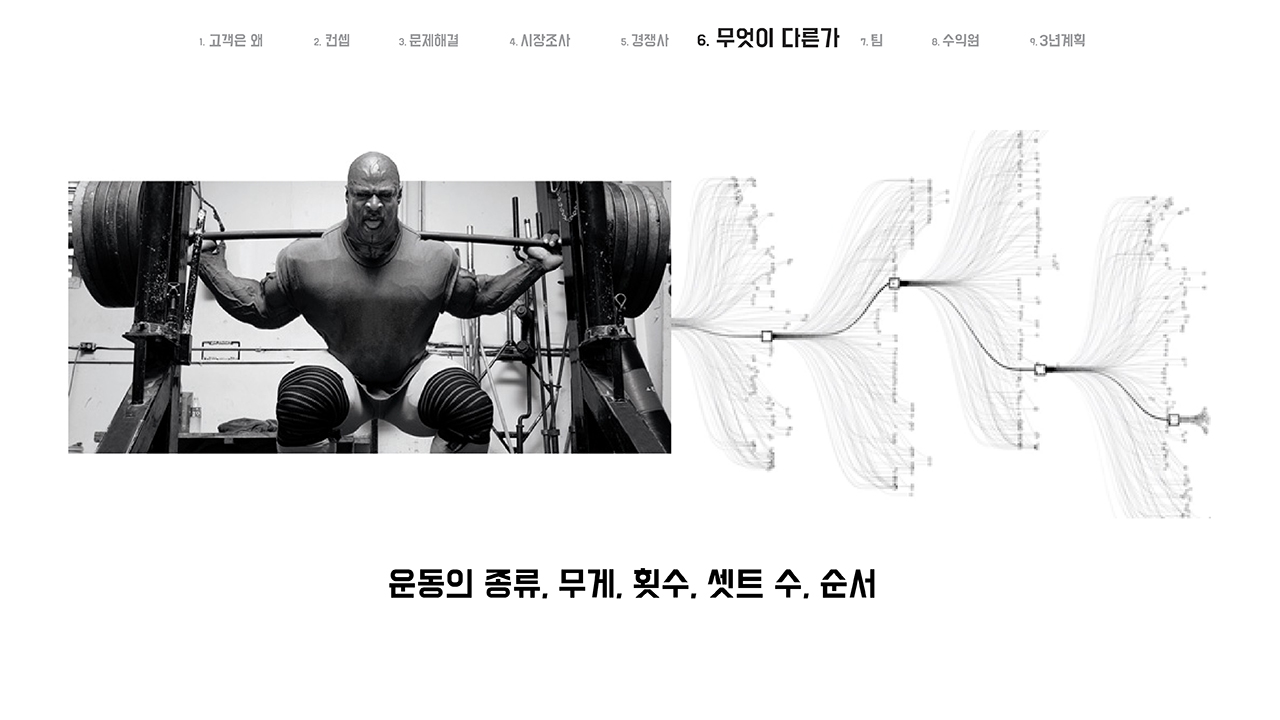 1. 고객은 왜 2. 컨셉 3. 문제해결 4. 시장조사 5. 경쟁사 6. 무엇이 다른가 7. 팀 8. 수익원 9. 3년계획
운동의 종류, 무게, 횟수, 셋트 수, 순서